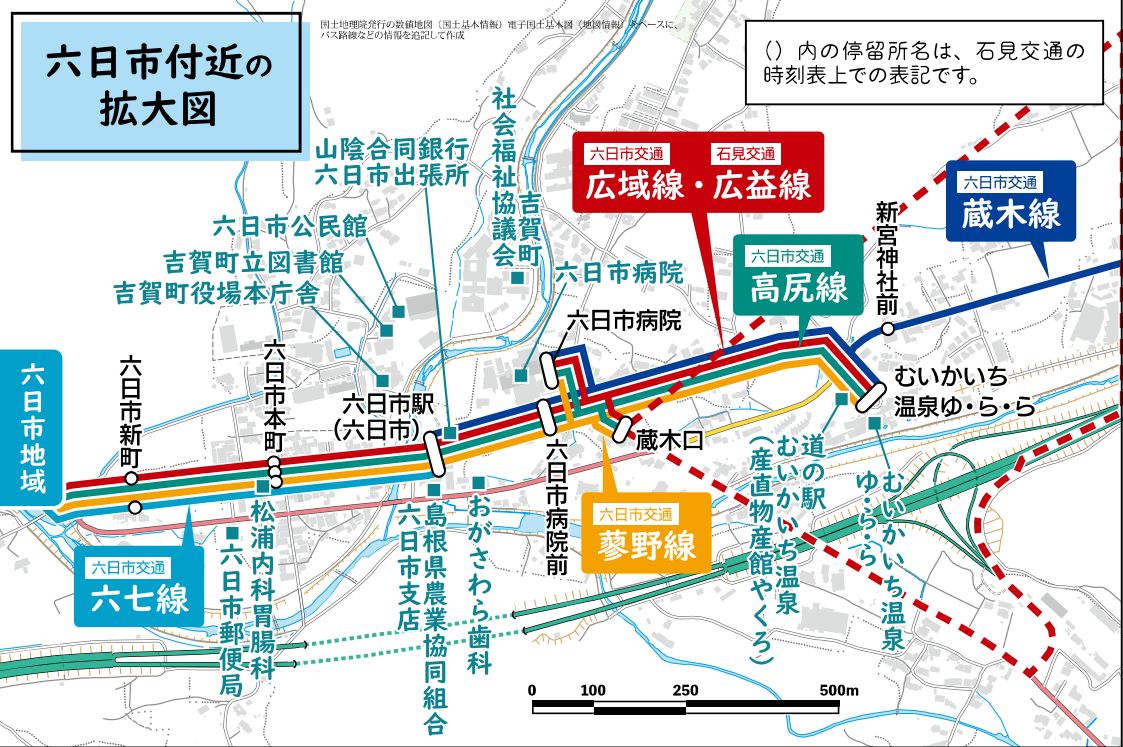 六日市付近の
拡大図
国土地理院発行の数値地図（国土基本情報）電子国土基本図（地図情報）をベースに、
バス路線などの情報を追記して作成
（）内の停留所名は、石見交通の
時刻表上での表記です。
社会福祉協議会
吉賀町
山陰合同銀行
六日市出張所
六日市公民館
吉賀町立図書館
吉賀町役場本庁舎
六日市病院
六日市交通
石見交通
広域線・広益線
六日市交通
蔵木線
六日市交通
高尻線
新宮神社前
六日市病院
六日市地域
六日市新町
六日市本町
六日市駅
（六日市）
むいかいち
温泉ゆ・ら・ら
蔵木口
六日市病院前
道の駅
むいかいち温泉
（産直物産館やくろ）
むいかいち温泉
ゆ・ら・ら
六日市交通
蓼野線
六日市交通
六七線
松浦内科胃腸科
六日市郵便局
島根県農業協同組合
六日市支店
おがさわら歯科
0 100 250 500m